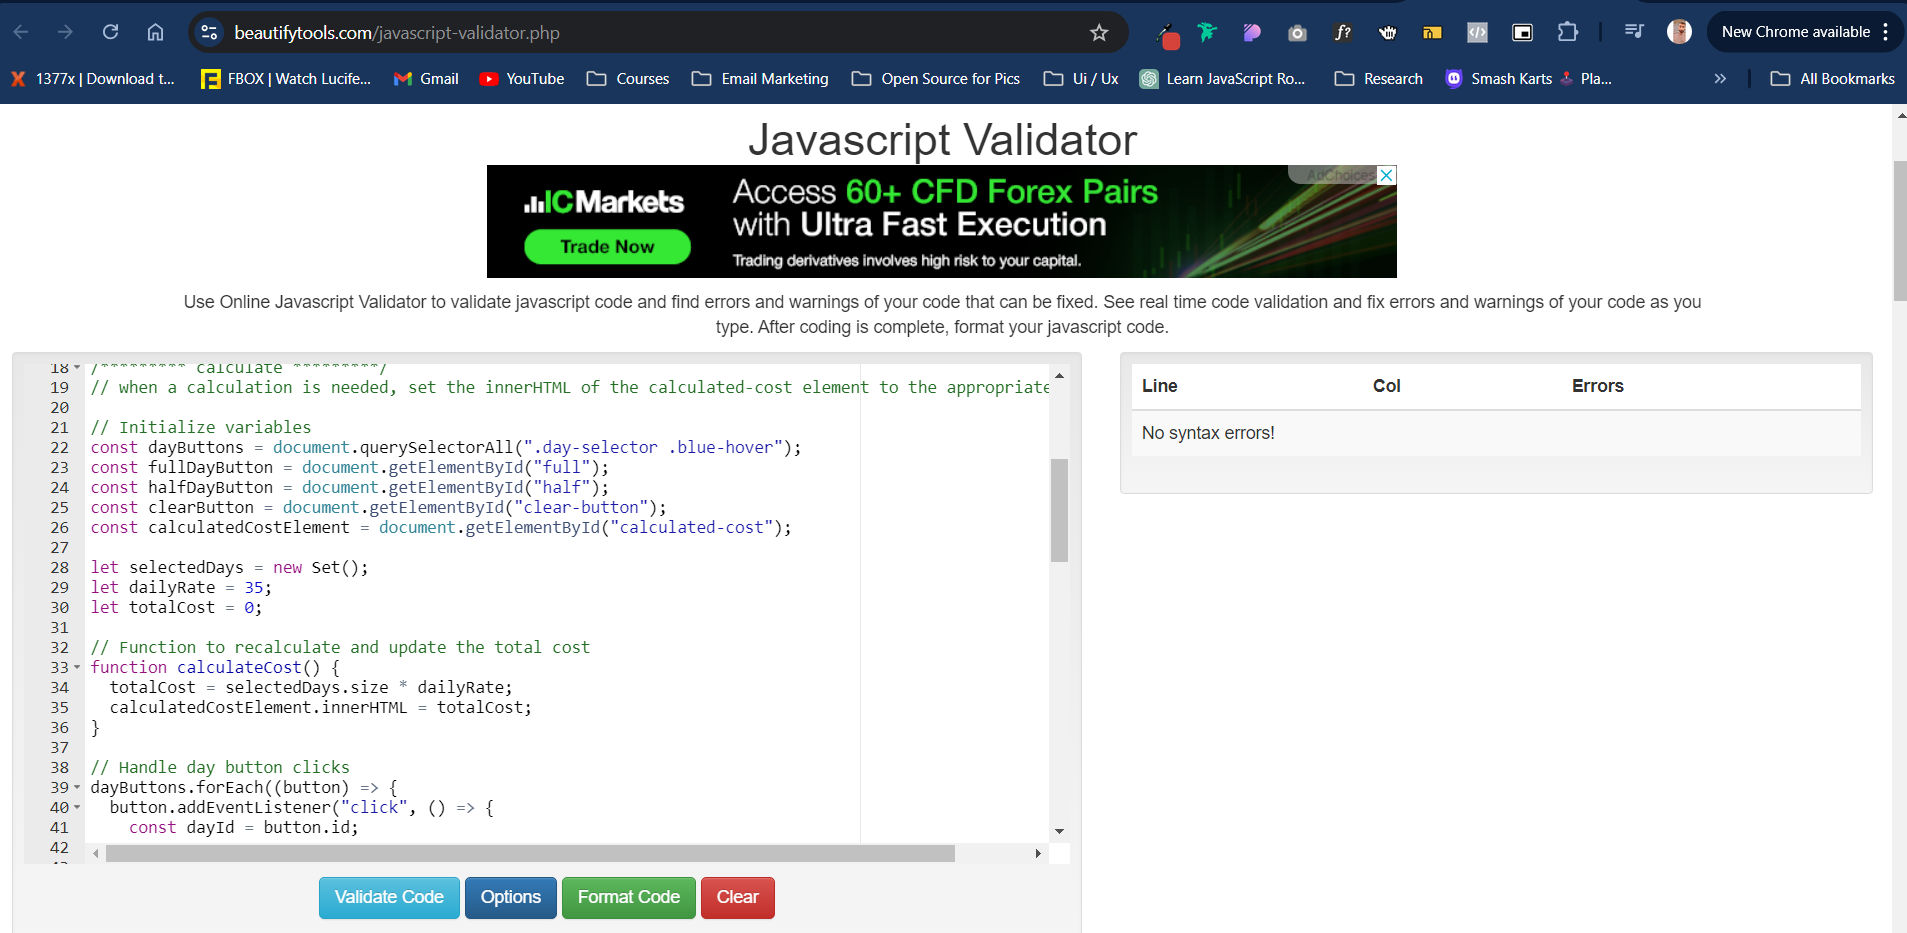 beautifytools.com/javascript-validator.php
New Chrome available
1377x | Download t...
FBOX | Watch Lucife...
Gmail
YouTube
Courses
Email Marketing
Open Source for Pics
Ui / Ux
Learn JavaScript Ro...
Research
Smash Karts
Pla...
»
All Bookmarks
Javascript Validator
IC Markets
Trade Now
Access 60+ CFD Forex Pairs
with Ultra Fast Execution
Trading derivatives involves high risk to your capital.
AdChoices
Use Online Javascript Validator to validate javascript code and find errors and warnings of your code that can be fixed. See real time code validation and fix errors and warnings of your code as you
type. After coding is complete, format your javascript code.
18 /********* calculate *********/
19 // when a calculation is needed, set the innerHTML of the calculated-cost element to the appropriate
20
21 // Initialize variables
22 const dayButtons = document.querySelectorAll(".day-selector .blue-hover");
23 const fullDayButton = document.getElementById("full");
24 const halfDayButton = document.getElementById("half");
25 const clearButton = document.getElementById("clear-button");
26 const calculatedCostElement = document.getElementById("calculated-cost");
27
28 let selectedDays = new Set();
29 let dailyRate = 35;
30 let totalCost = 0;
31
32 // Function to recalculate and update the total cost
33 function calculateCost() {
34   totalCost = selectedDays.size * dailyRate;
35   calculatedCostElement.innerHTML = totalCost;
36 }
37
38 // Handle day button clicks
39 dayButtons.forEach((button) => {
40   button.addEventListener("click", () => {
41     const dayId = button.id;
42
Line Col Errors
No syntax errors!
Validate Code
Options
Format Code
Clear